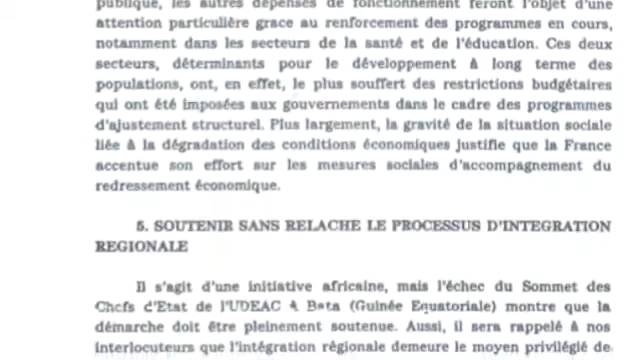 publique, les autres dépenses de fonctionnement feront l'objet d'une
attention particulière grace au renforcement des programmes en cours,
notamment dans les secteurs de la santé et de l'éducation. Ces deux
secteurs, déterminants pour le développement à long terme des
populations, ont, en effet, le plus souffert des restrictions budgétaires
qui ont été imposées aux gouvernements dans le cadre des programmes
d'ajustement structurel. Plus largement, la gravité de la situation sociale
liée à la dégradation des conditions économiques justifie que la France
accentue son effort sur les mesures sociales d'accompagnement du
redressement économique.
5. SOUTENIR SANS RELACHE LE PROCESSUS D'INTEGRATION
REGIONALE
Il s'agit d'une initiative africaine, mais l'échec du Sommet des
Chefs d'Etat de l'UDEAC à Bata (Guinée Equatoriale) montre que la
démarche doit être pleinement soutenue. Aussi, il sera rappelé à nos
interlocuteurs que l'intégration régionale demeure le moyen privilégié de